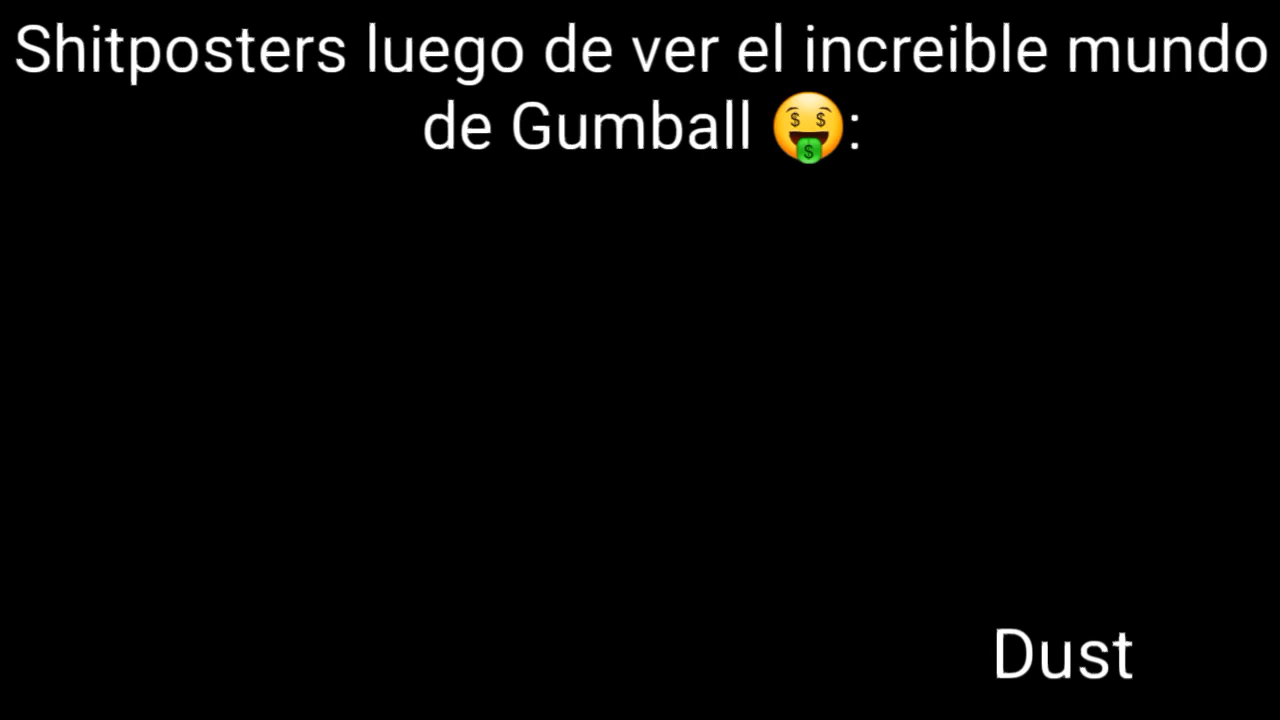 Shitposters luego de ver el increible mundo
de Gumball 🤑:
Dust